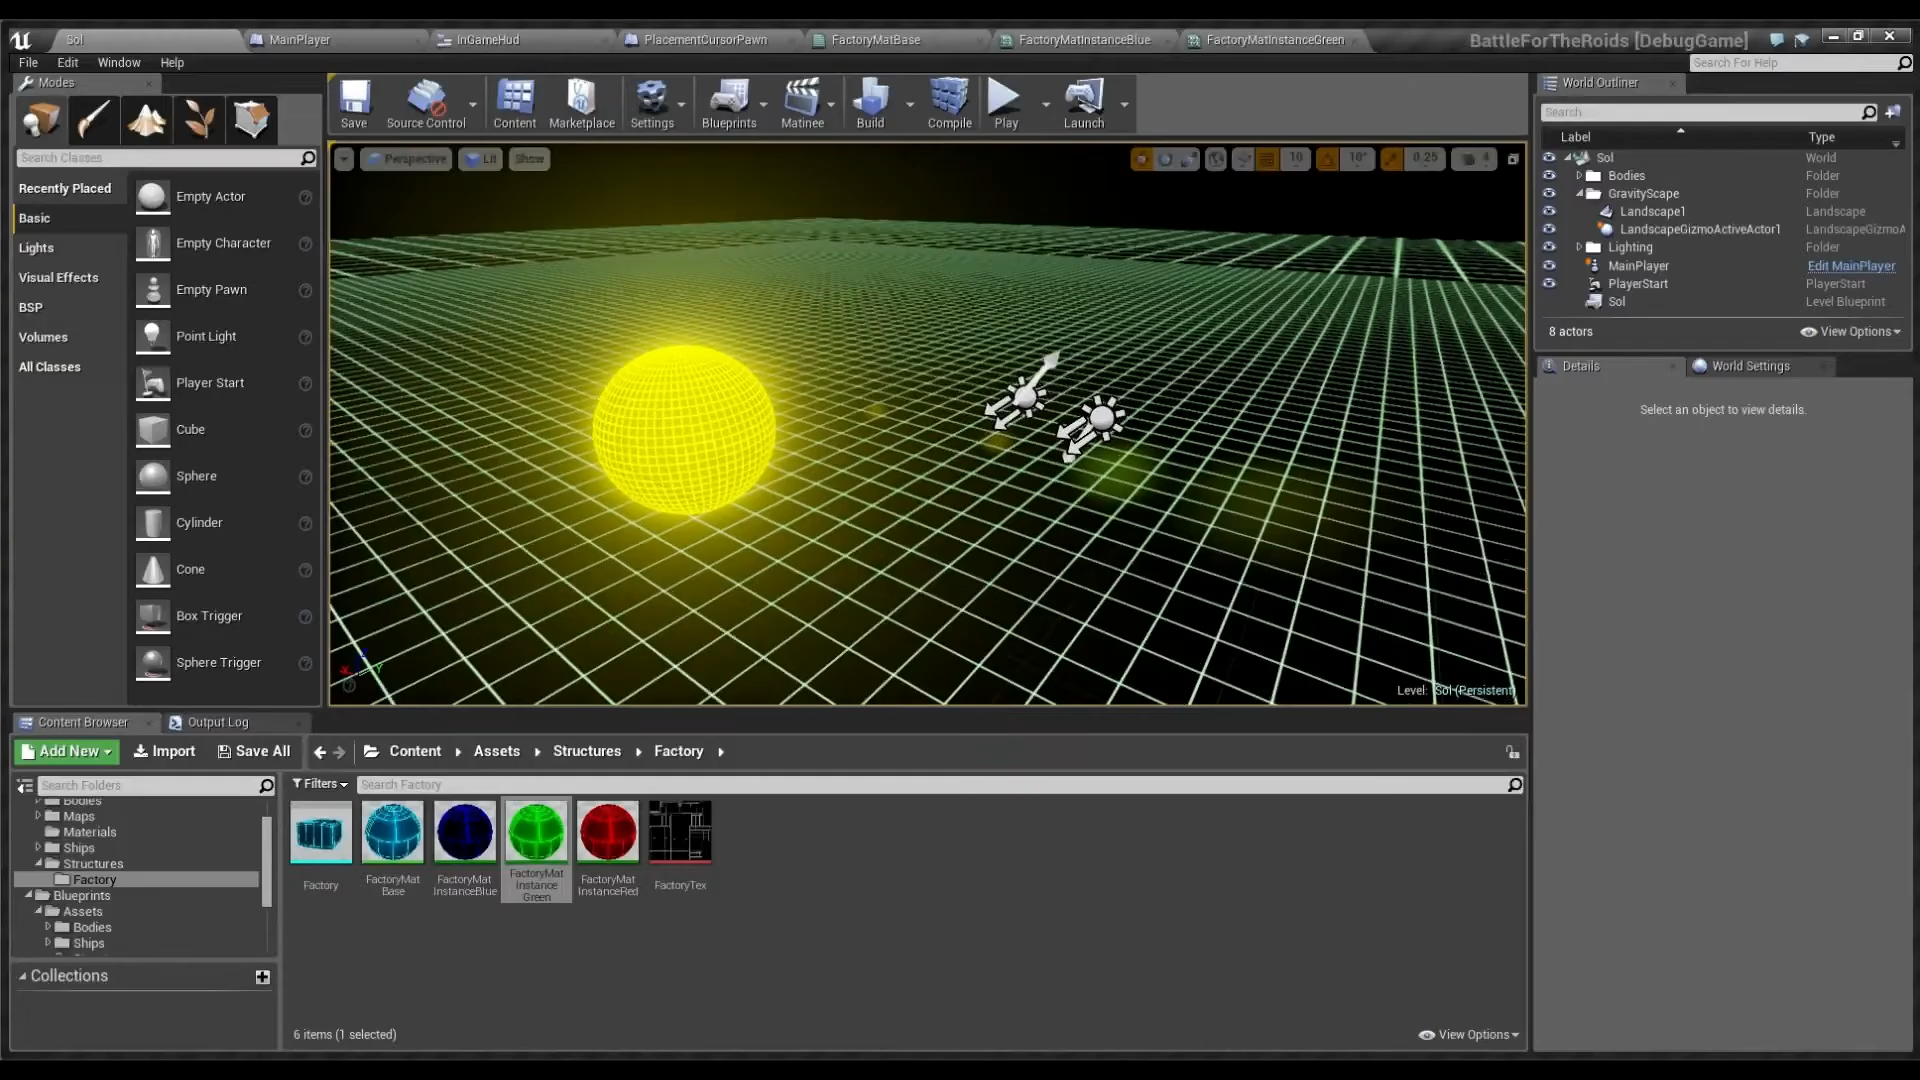 Sol
MainPlayer
InGameHud
PlacementCursorPawn
FactoryMatBase
FactoryMatInstanceBlue
FactoryMatInstanceGreen
BattleForTheRoids [DebugGame]
File Edit Window Help
Search For Help
Modes
Search Classes
Recently Placed
Basic
Lights
Visual Effects
BSP
Volumes
All Classes
Empty Actor
Empty Character
Empty Pawn
Point Light
Player Start
Cube
Sphere
Cylinder
Cone
Box Trigger
Sphere Trigger
Save
Source Control
Content
Marketplace
Settings
Blueprints
Matinee
Build
Compile
Play
Launch
Perspective
Lit
Show
10
10°
0.25
4
X
Z
Y
Level: Sol (Persistent)
World Outliner
Search
Label Type
Sol World
Bodies Folder
GravityScape Folder
Landscape1 Landscape
LandscapeGizmoActiveActor1 LandscapeGizmoA
Lighting Folder
MainPlayer Edit MainPlayer
PlayerStart PlayerStart
Sol Level Blueprint
8 actors
View Options
Details
World Settings
Select an object to view details.
Content Browser
Output Log
Add New
Import
Save All
Content
Assets
Structures
Factory
Search Folders
Bodies
Maps
Materials
Ships
Structures
Factory
Blueprints
Assets
Bodies
Ships
Collections
Filters
Search Factory
Factory
FactoryMat
Base
FactoryMat
InstanceBlue
FactoryMat
Instance
Green
FactoryMat
InstanceRed
FactoryTex
6 items (1 selected)
View Options